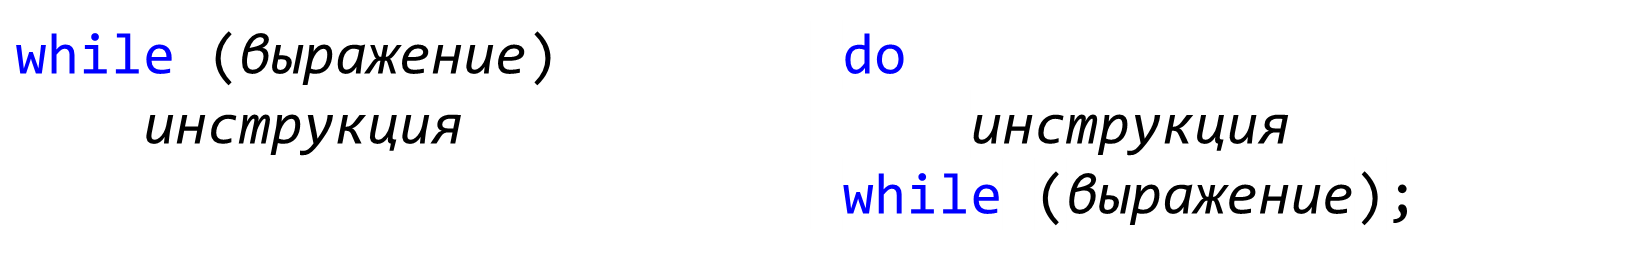 while (выражение)
    инструкция
do
    инструкция
while (выражение);